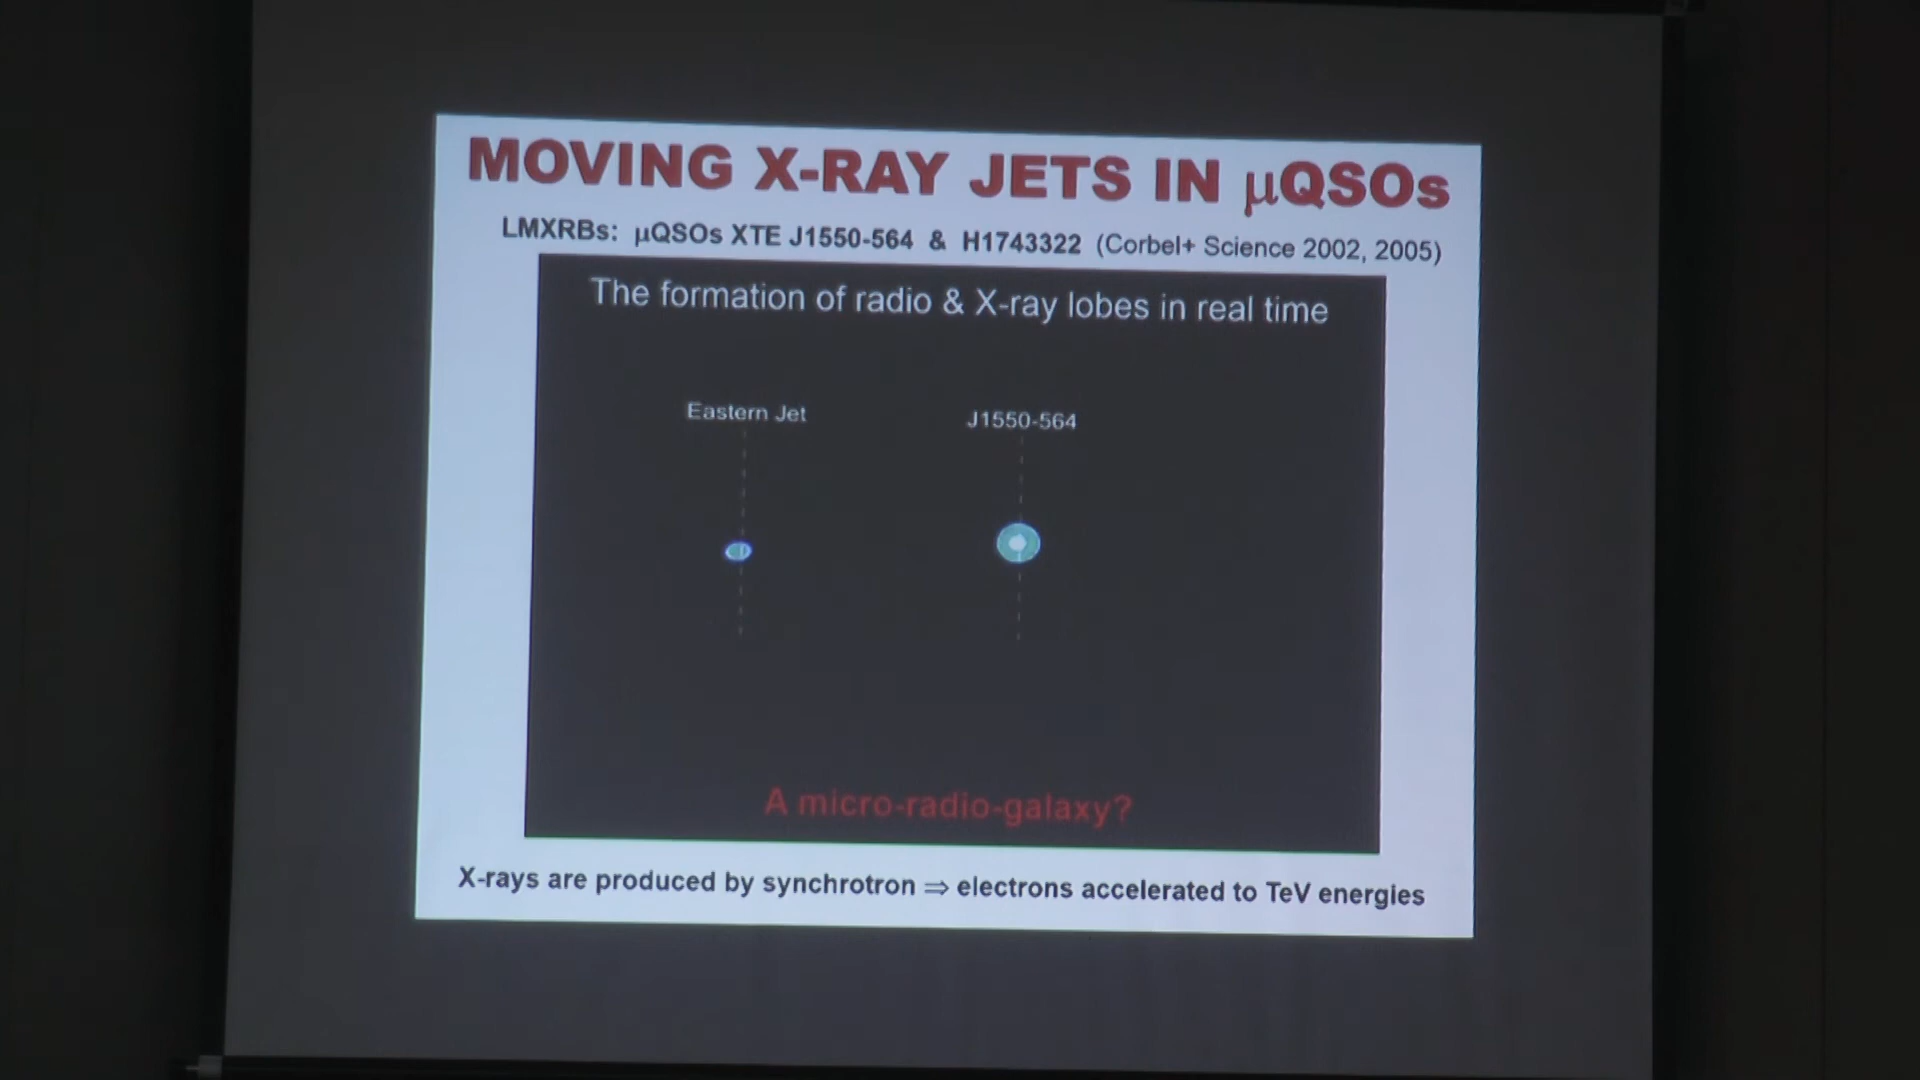 MOVING X-RAY JETS IN μQSOs
LMXRBs: μQSOs XTE J1550-564 & H1743322 (Corbel+ Science 2002, 2005)
The formation of radio & X-ray lobes in real time
Eastern Jet J1550-564
A micro-radio-galaxy?
X-rays are produced by synchrotron ⇒ electrons accelerated to TeV energies